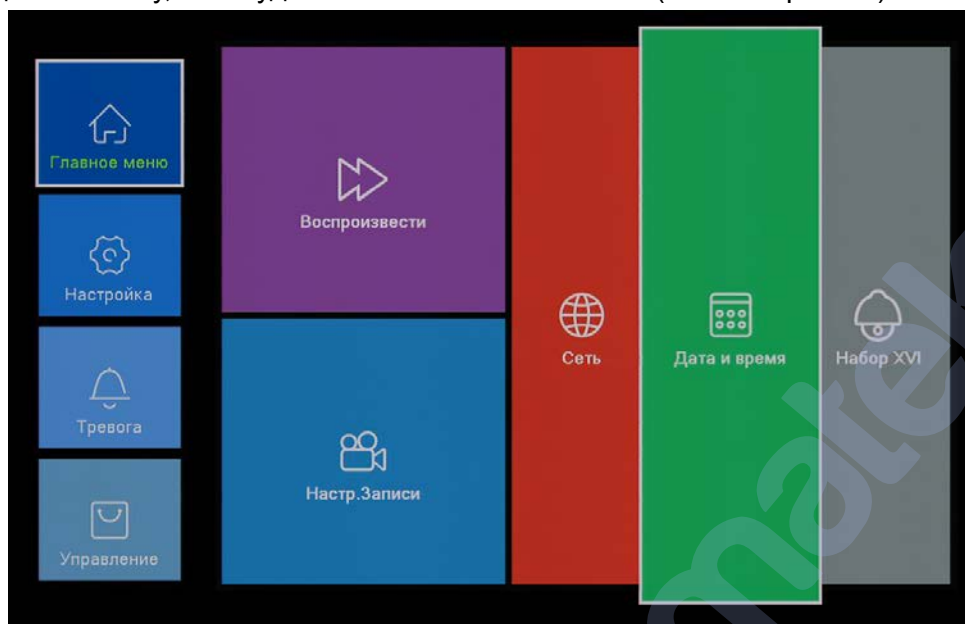 Главное меню
Настройка
Тревога
Управление
Воспроизвести
Настр.Записи
Сеть
Дата и время
Набор XVI